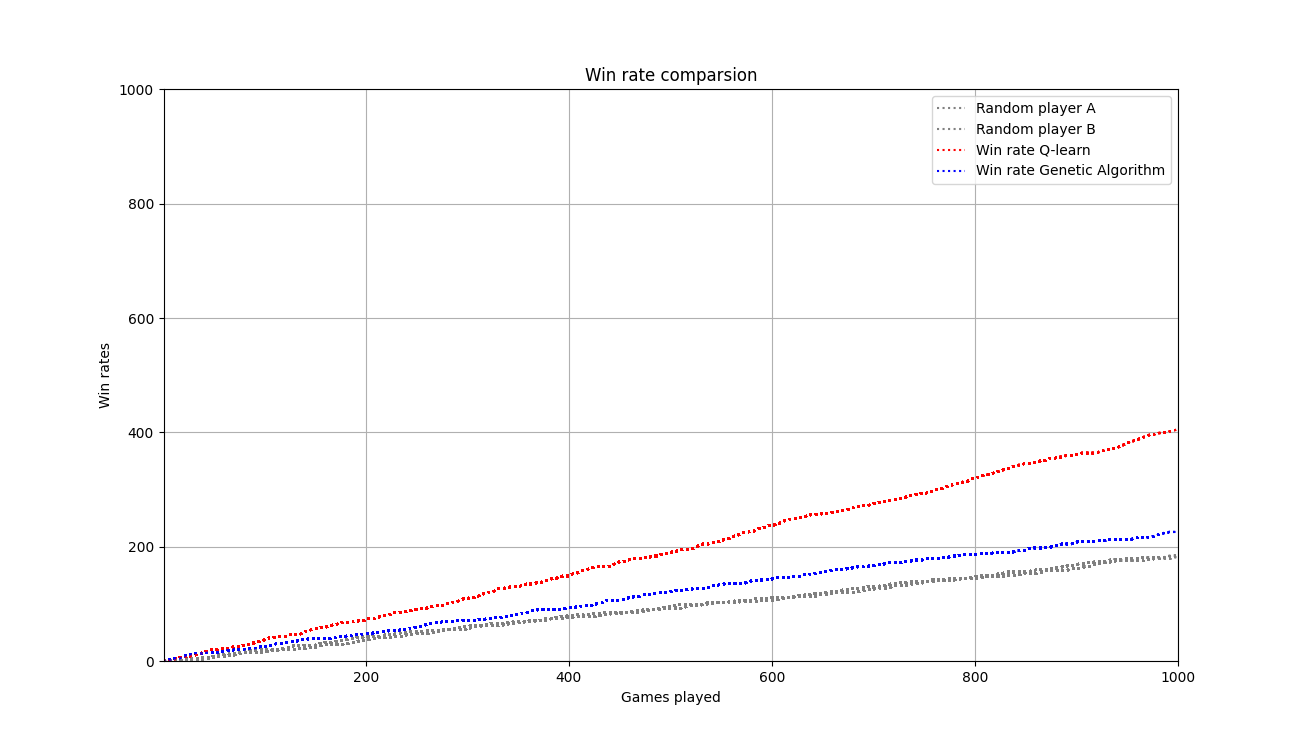 Win rate comparsion
1000
800
600
400
200
0
Win rates
Random player A
Random player B
Win rate Q-learn
Win rate Genetic Algorithm
200 400 600 800 1000
Games played